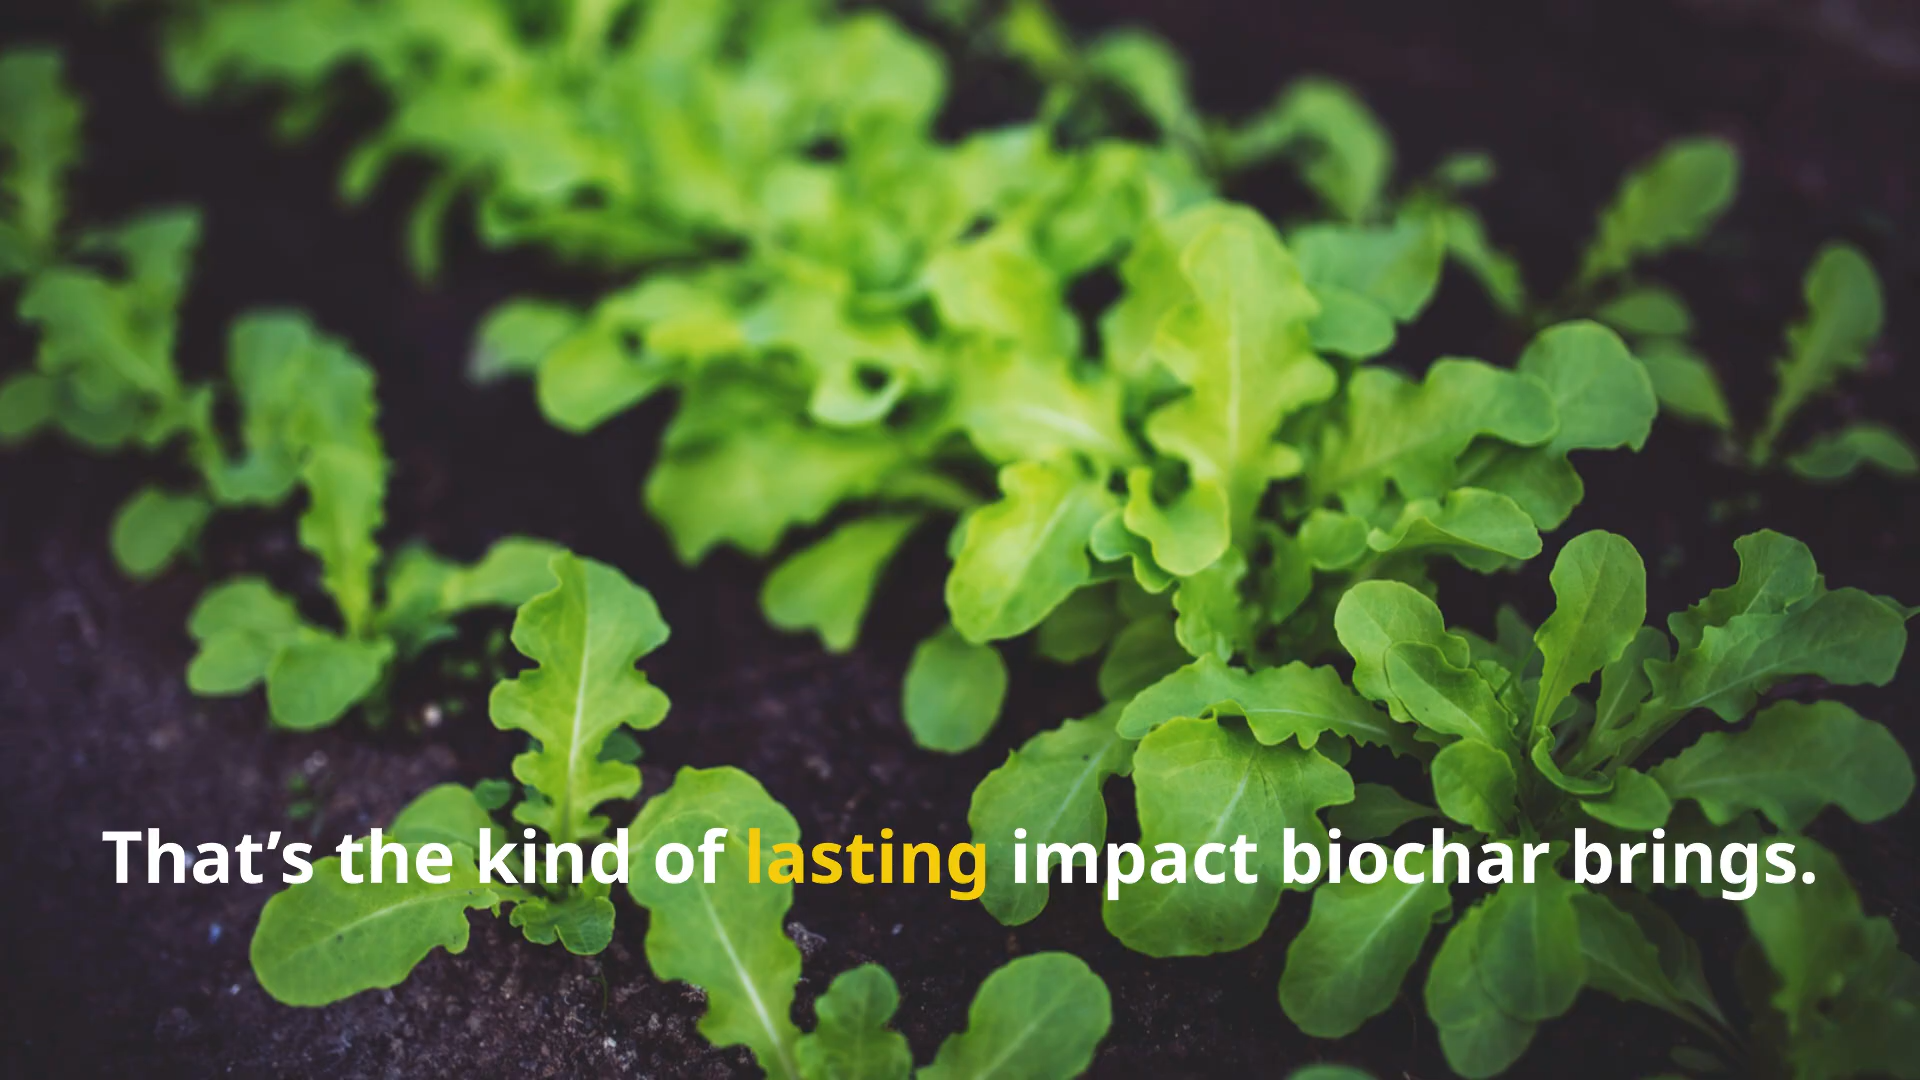 That’s the kind of lasting impact biochar brings.